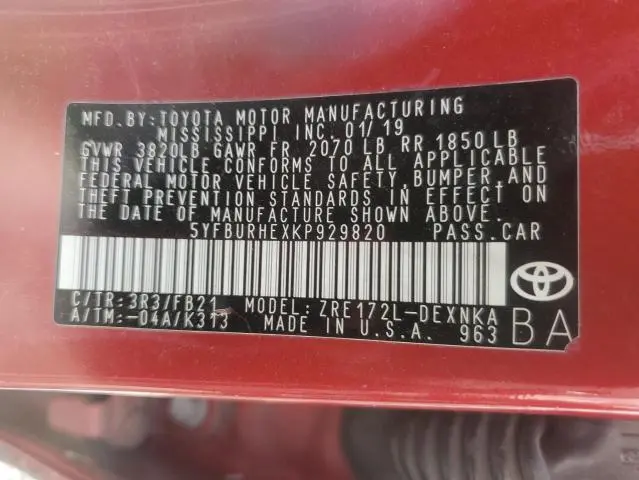 MFD.BY:TOYOTA MOTOR MANUFACTURING
MISSISSIPPI INC.01/19
GVWR 3820LB GAWR FR 2070 LB RR 1850LB
THIS VEHICLE CONFORMS TO ALL APPLICABLE
FEDERAL MOTOR VEHICLE SAFETY,BUMPER,AND
THEFT PREVENTION STANDARDS IN EFFECT ON
THE DATE OF MANUFACTURE SHOWN ABOVE.
5YFBURHEXKP929820 PASS.CAR
C/TR:3R3/FB21 MODEL:ZRE172L-DEXNKA
A/TM:-04A/K313 MADE IN U.S.A. 963
BA